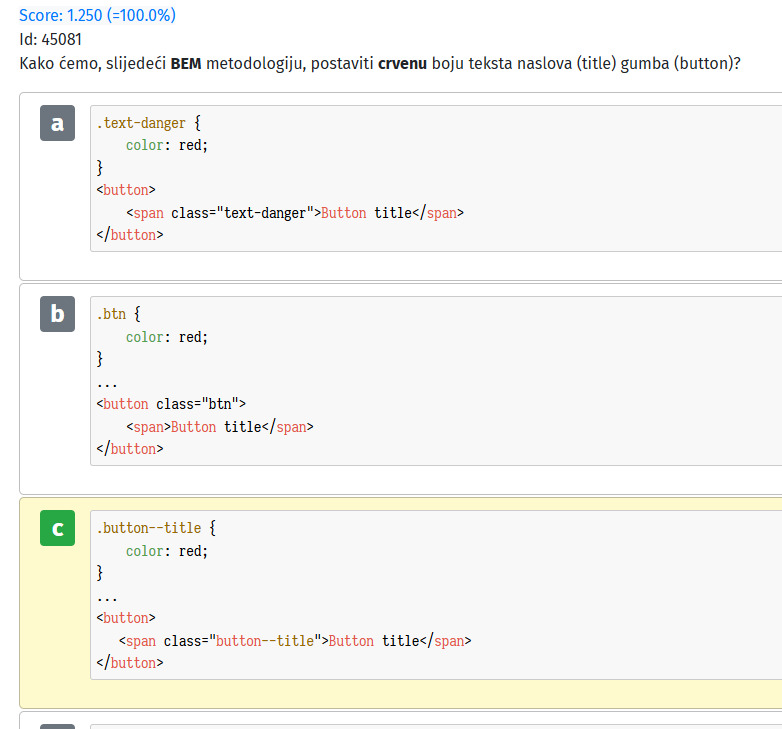 Score: 1.250 (=100.0%)
Id: 45081
Kako ćemo, slijedeći BEM metodologiju, postaviti crvenu boju teksta naslova (title) gumba (button)?
a
.text-danger {
    color: red;
}
<button>
    <span class="text-danger">Button title</span>
</button>
b
.btn {
    color: red;
}
...
<button class="btn">
    <span>Button title</span>
</button>
c
.button--title {
    color: red;
}
...
<button>
   <span class="button--title">Button title</span>
</button>